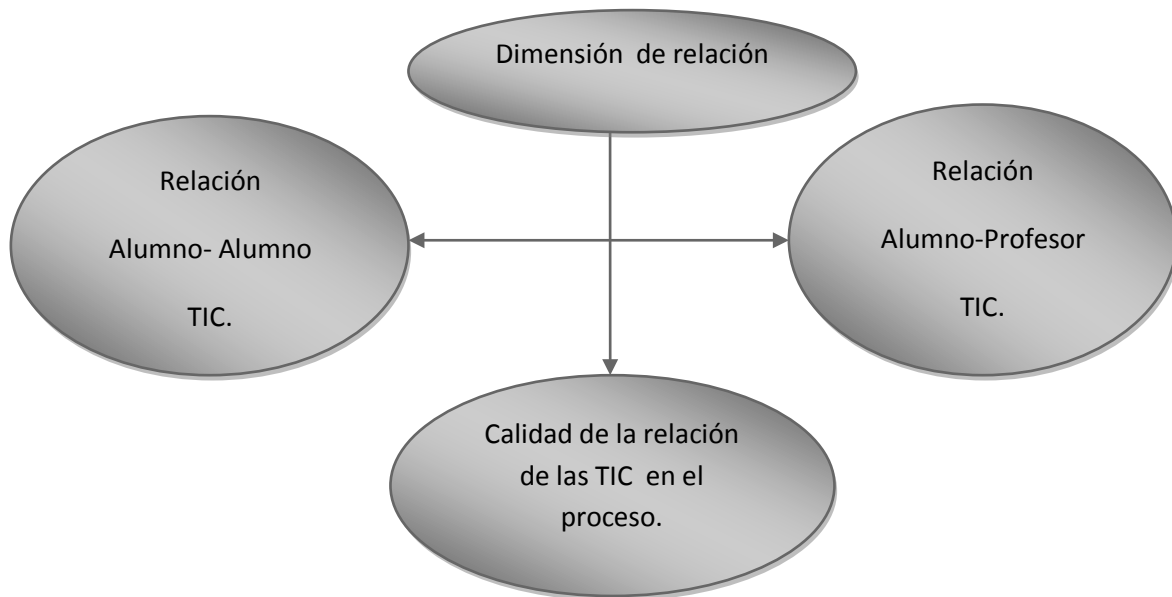 Dimensión de relación
Relación
Alumno- Alumno
TIC.
Relación
Alumno-Profesor
TIC.
Calidad de la relación
de las TIC en el
proceso.